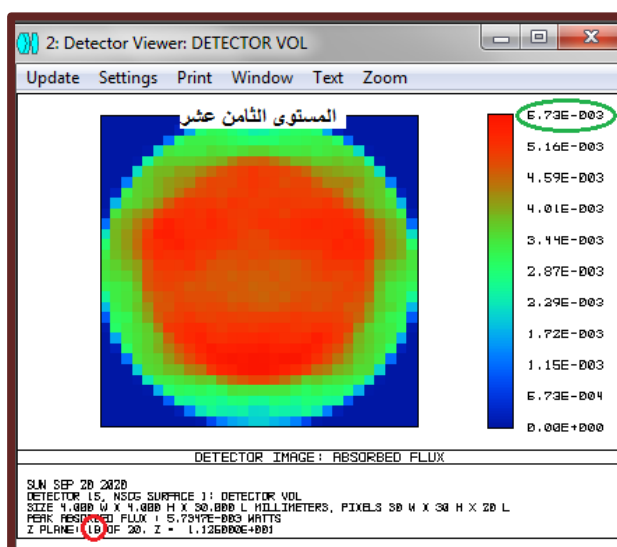 2: Detector Viewer: DETECTOR VOL
Update Settings Print Window Text Zoom
المستوى الثامن عشر
5.73E-003
5.16E-003
4.59E-003
4.01E-003
3.44E-003
2.87E-003
2.29E-003
1.72E-003
1.15E-003
5.73E-004
0.00E+000
DETECTOR IMAGE: ABSORBED FLUX
SUN SEP 20 2020
DETECTOR 15, NSCG SURFACE 1: DETECTOR VOL
SIZE 4.000 W X 4.000 H X 30.000 L MILLIMETERS, PIXELS 30 W X 30 H X 20 L
PEAK ABSORBED FLUX : 5.7347E-003 WATTS
Z PLANE: 18 OF 20. Z = 1.125000E+001